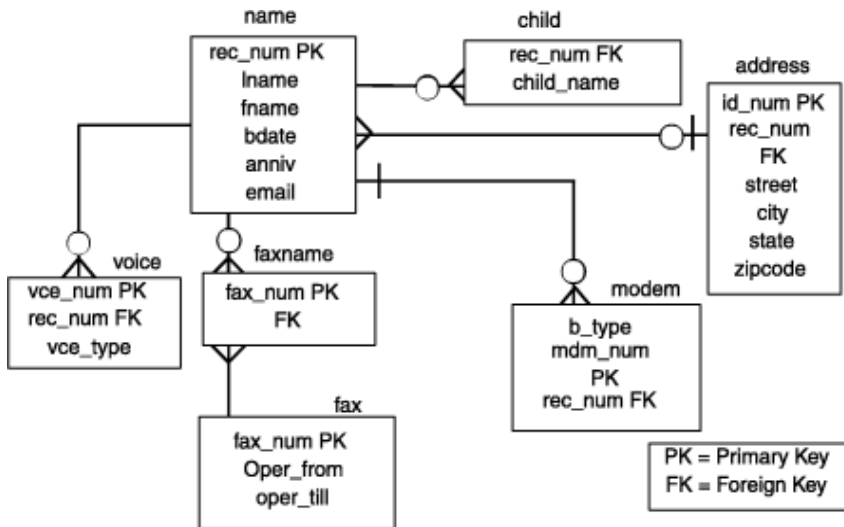 name
rec_num PK
lname
fname
bdate
anniv
email
child
rec_num FK
child_name
address
id_num PK
rec_num
FK
street
city
state
zipcode
voice
vce_num PK
rec_num FK
vce_type
faxname
fax_num PK
FK
modem
b_type
mdm_num
PK
rec_num FK
fax
fax_num PK
Oper_from
oper_till
PK = Primary Key
FK = Foreign Key